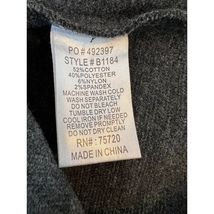 PO # 492397
STYLE # B1184
52%COTTON
40%POLYESTER
6%NYLON
2%SPANDEX
MACHINE WASH COLD
WASH SEPARATELY
DO NOT BLEACH
TUMBLE DRY LOW
COOL IRON IF NEEDED
REMOVE PROMPTLY
DO NOT DRY CLEAN
RN#: 75720
MADE IN CHINA